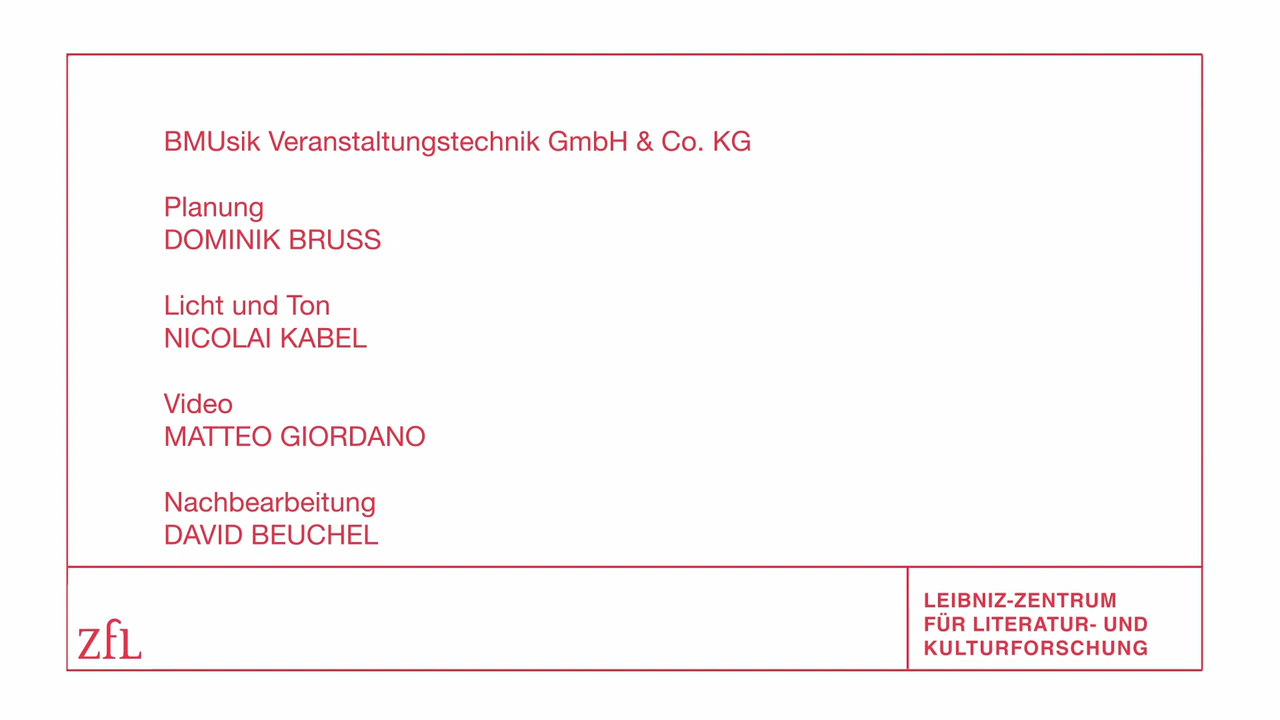 BMUsik Veranstaltungstechnik GmbH & Co. KG
Planung
DOMINIK BRUSS
Licht und Ton
NICOLAI KABEL
Video
MATTEO GIORDANO
Nachbearbeitung
DAVID BEUCHEL
zfL
LEIBNIZ-ZENTRUM
FÜR LITERATUR- UND
KULTURFORSCHUNG